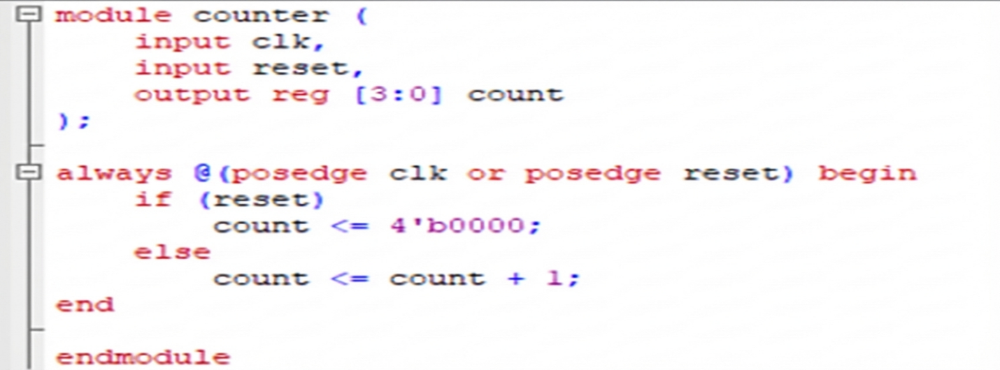 module counter (
input clk,
input reset,
output reg [3:0] count
);
always @(posedge clk or posedge reset) begin
if (reset)
count <= 4'b0000;
else
count <= count + 1;
end
endmodule